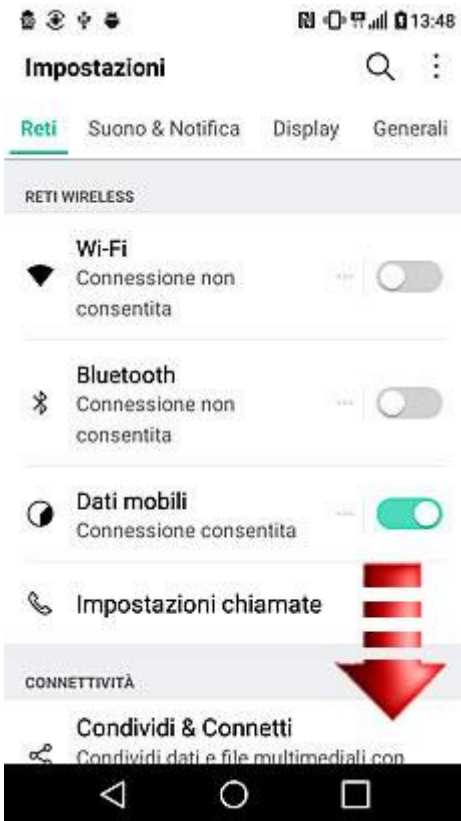 13:48
Impostazioni
Reti Suono & Notifica Display Generali
RETI WIRELESS
Wi-Fi
Connessione non
consentita
Bluetooth
Connessione non
consentita
Dati mobili
Connessione consentita
Impostazioni chiamate
CONNETTIVITÀ
Condividi & Connetti
Condividi dati e file multimediali con